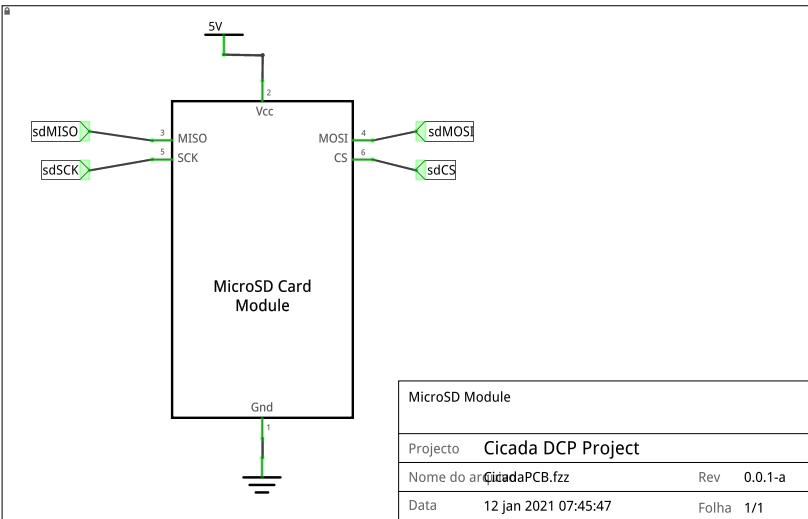 5V
2
Vcc
sdMISO
3
MISO
MOSI
4
sdMOSI
sdSCK
5
SCK
CS
6
sdCS
MicroSD Card
Module
Gnd
1
MicroSD Module
Projecto Cicada DCP Project
Nome do arquivo CicadaPCB.fzz Rev 0.0.1-a
Data 12 jan 2021 07:45:47 Folha 1/1